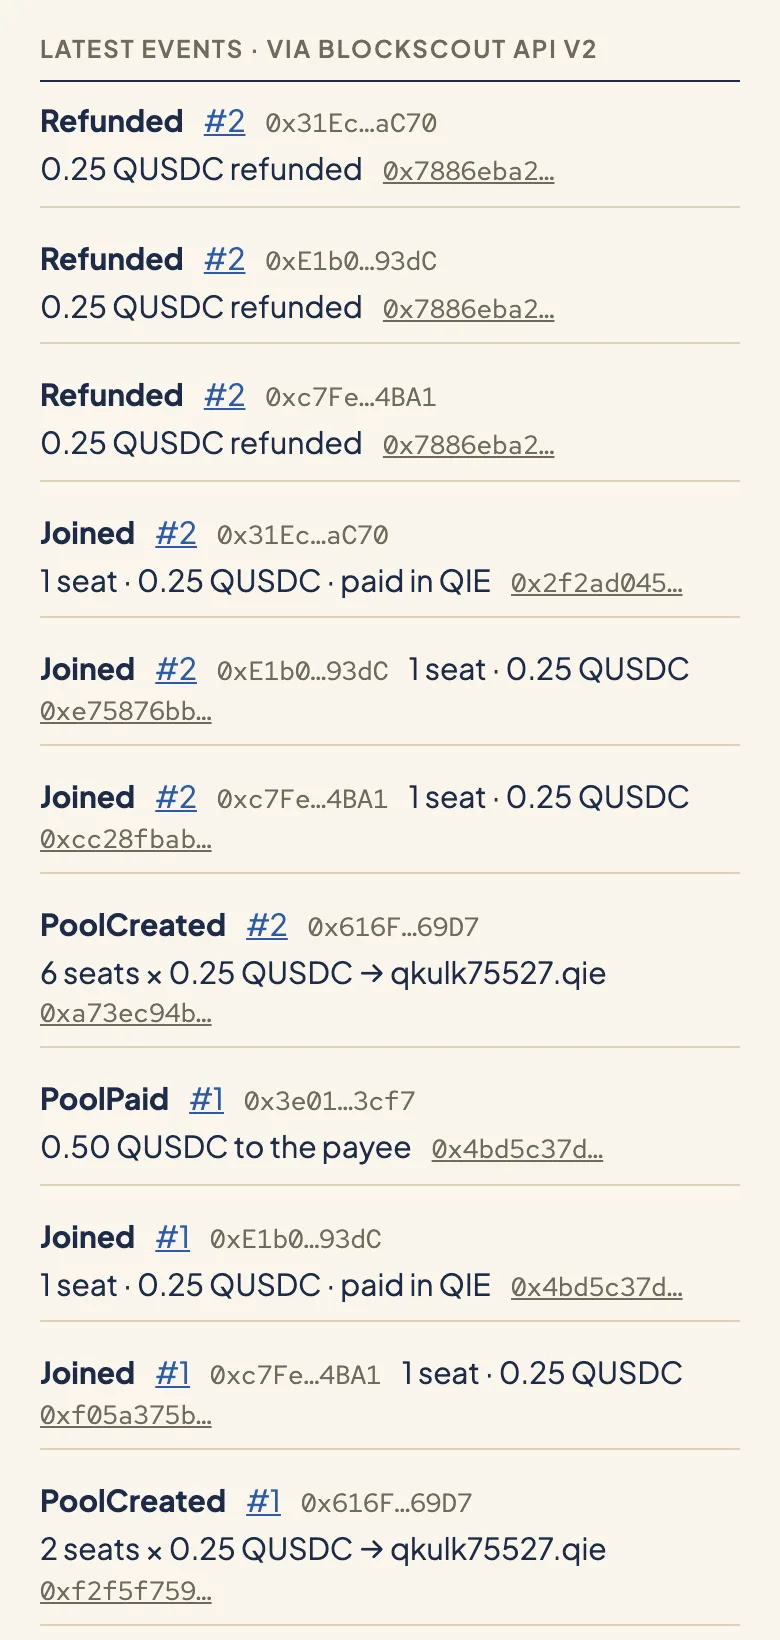 LATEST EVENTS · VIA BLOCKSCOUT API V2
Refunded #2 0x31Ec…aC70
0.25 QUSDC refunded 0x7886eba2…
Refunded #2 0xE1b0…93dC
0.25 QUSDC refunded 0x7886eba2…
Refunded #2 0xc7Fe…4BA1
0.25 QUSDC refunded 0x7886eba2…
Joined #2 0x31Ec…aC70
1 seat · 0.25 QUSDC · paid in QIE 0x2f2ad045…
Joined #2 0xE1b0…93dC 1 seat · 0.25 QUSDC
0xe75876bb…
Joined #2 0xc7Fe…4BA1 1 seat · 0.25 QUSDC
0xcc28fbab…
PoolCreated #2 0x616F…69D7
6 seats × 0.25 QUSDC → qkulk75527.qie
0xa73ec94b…
PoolPaid #1 0x3e01…3cf7
0.50 QUSDC to the payee 0x4bd5c37d…
Joined #1 0xE1b0…93dC
1 seat · 0.25 QUSDC · paid in QIE 0x4bd5c37d…
Joined #1 0xc7Fe…4BA1 1 seat · 0.25 QUSDC
0xf05a375b…
PoolCreated #1 0x616F…69D7
2 seats × 0.25 QUSDC → qkulk75527.qie
0xf2f5f759…